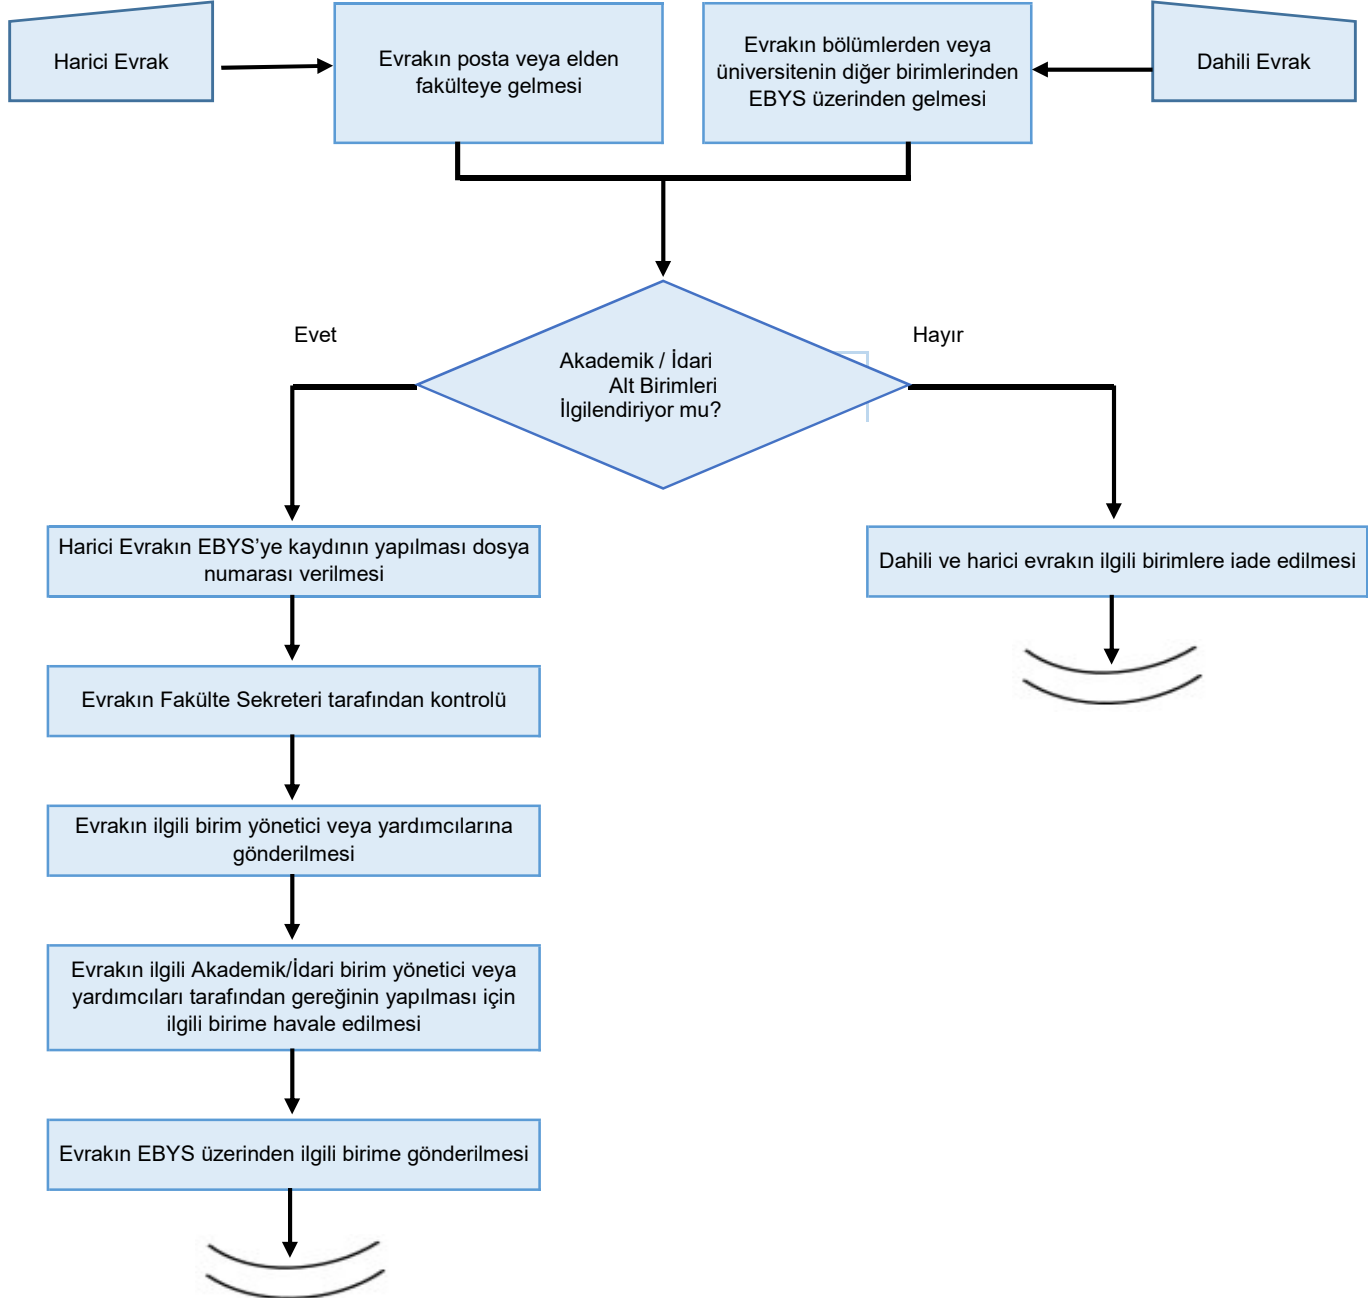 Harici Evrak
Evrakın posta veya elden
fakülteye gelmesi
Evrakın bölümlerden veya
üniversitenin diğer birimlerinden
EBYS üzerinden gelmesi
Dahili Evrak
Evet
Hayır
Akademik / İdari
Alt Birimleri
İlgilendiriyor mu?
Harici Evrakın EBYS’ye kaydının yapılması dosya
numarası verilmesi
Dahili ve harici evrakın ilgili birimlere iade edilmesi
Evrakın Fakülte Sekreteri tarafından kontrolü
Evrakın ilgili birim yönetici veya yardımcılarına
gönderilmesi
Evrakın ilgili Akademik/İdari birim yönetici veya
yardımcıları tarafından gereğinin yapılması için
ilgili birime havale edilmesi
Evrakın EBYS üzerinden ilgili birime gönderilmesi